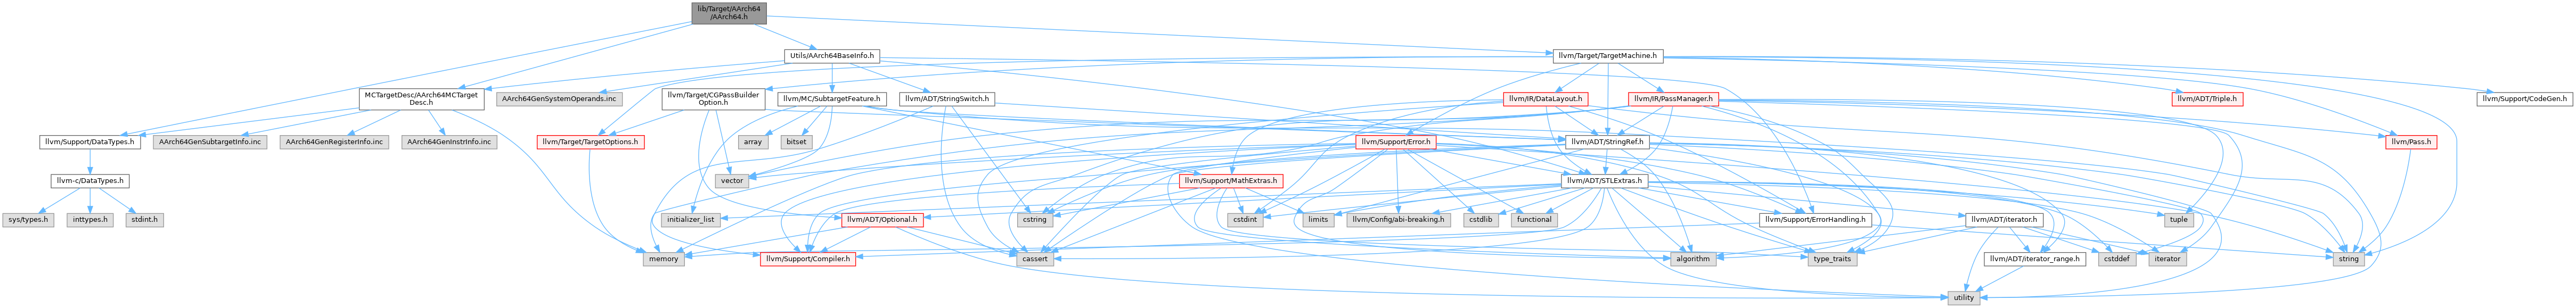 lib/Target/AArch64
/AArch64.h
Utils/AArch64BaseInfo.h
llvm/Target/TargetMachine.h
MCTargetDesc/AArch64MCTarget
Desc.h
AArch64GenSystemOperands.inc
llvm/Target/CGPassBuilder
Option.h
llvm/MC/SubtargetFeature.h
llvm/ADT/StringSwitch.h
llvm/IR/DataLayout.h
llvm/IR/PassManager.h
llvm/ADT/Triple.h
llvm/Support/CodeGen.h
llvm/Support/DataTypes.h
AArch64GenSubtargetInfo.inc
AArch64GenRegisterInfo.inc
AArch64GenInstrInfo.inc
llvm/Target/TargetOptions.h
array
bitset
llvm/Support/Error.h
llvm/ADT/StringRef.h
llvm/Pass.h
llvm-c/DataTypes.h
vector
llvm/Support/MathExtras.h
llvm/ADT/STLExtras.h
sys/types.h
inttypes.h
stdint.h
initializer_list
llvm/ADT/Optional.h
cstring
cstdint
limits
llvm/Config/abi-breaking.h
cstdlib
functional
llvm/Support/ErrorHandling.h
llvm/ADT/iterator.h
tuple
memory
llvm/Support/Compiler.h
cassert
algorithm
type_traits
llvm/ADT/iterator_range.h
cstddef
iterator
string
utility